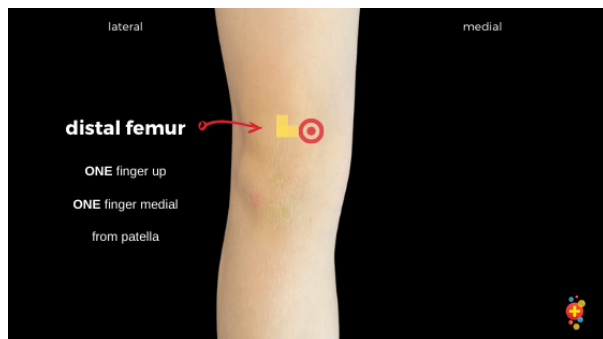 lateral
medial
distal femur
ONE finger up
ONE finger medial
from patella